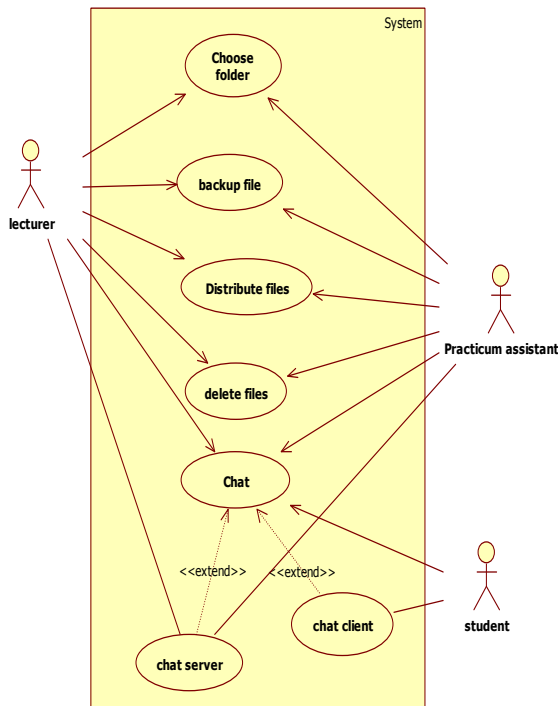 System
Choose
folder
backup file
lecturer
Distribute files
Practicum assistant
delete files
Chat
<<extend>>
<<extend>>
chat client
student
chat server